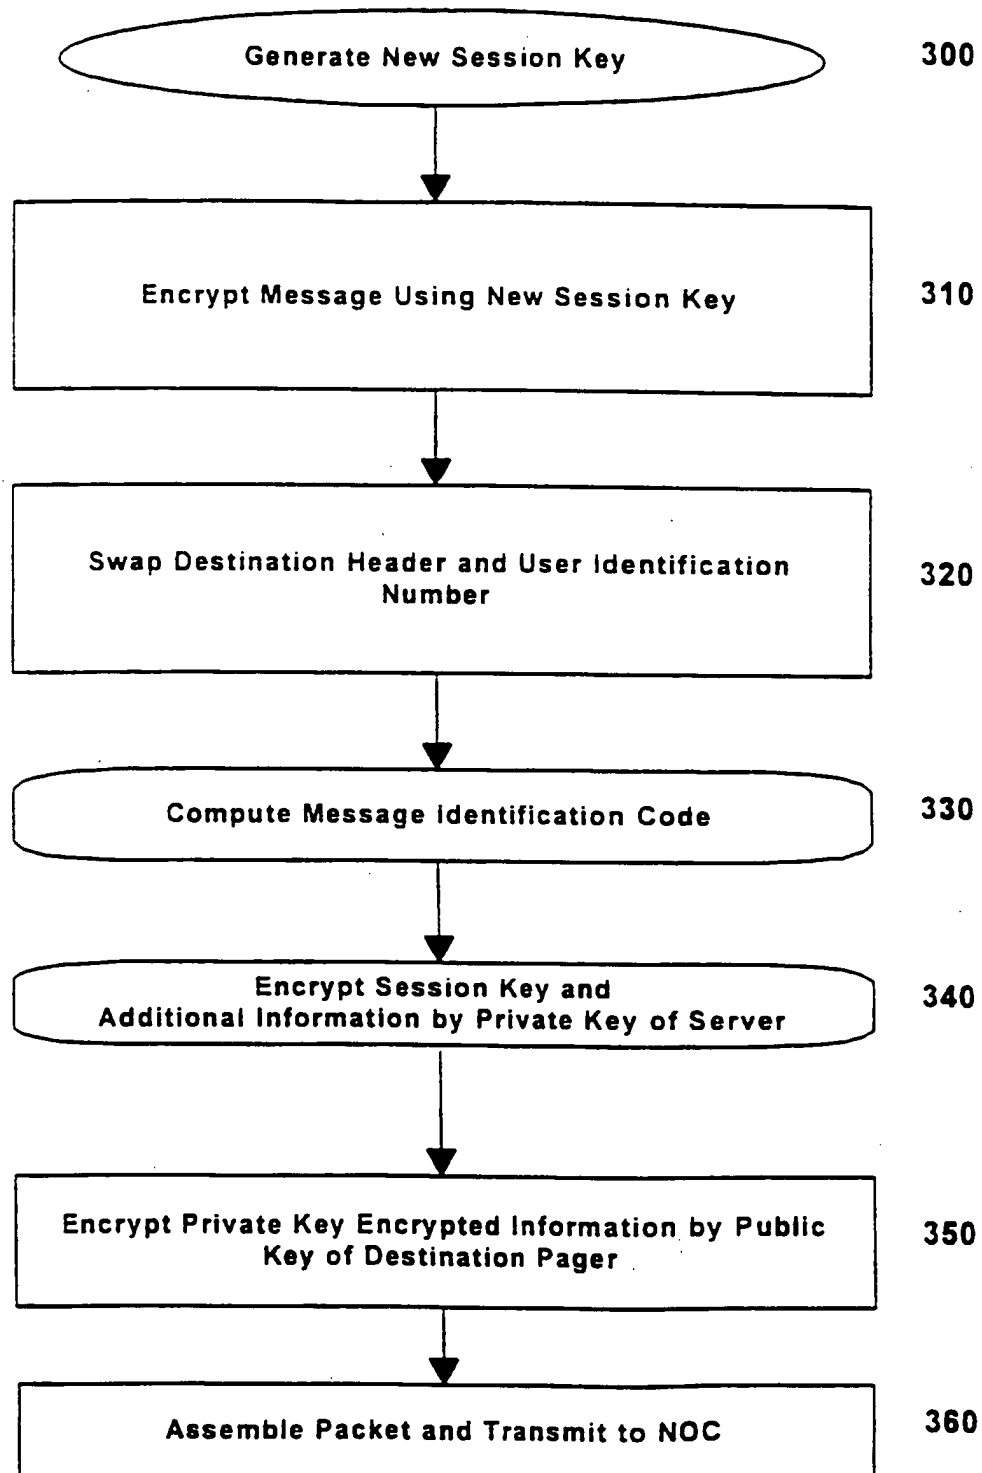 Generate New Session Key 300
Encrypt Message Using New Session Key 310
Swap Destination Header and User Identification
Number 320
Compute Message Identification Code 330
Encrypt Session Key and
Additional Information by Private Key of Server 340
Encrypt Private Key Encrypted Information by Public
Key of Destination Pager 350
Assemble Packet and Transmit to NOC 360